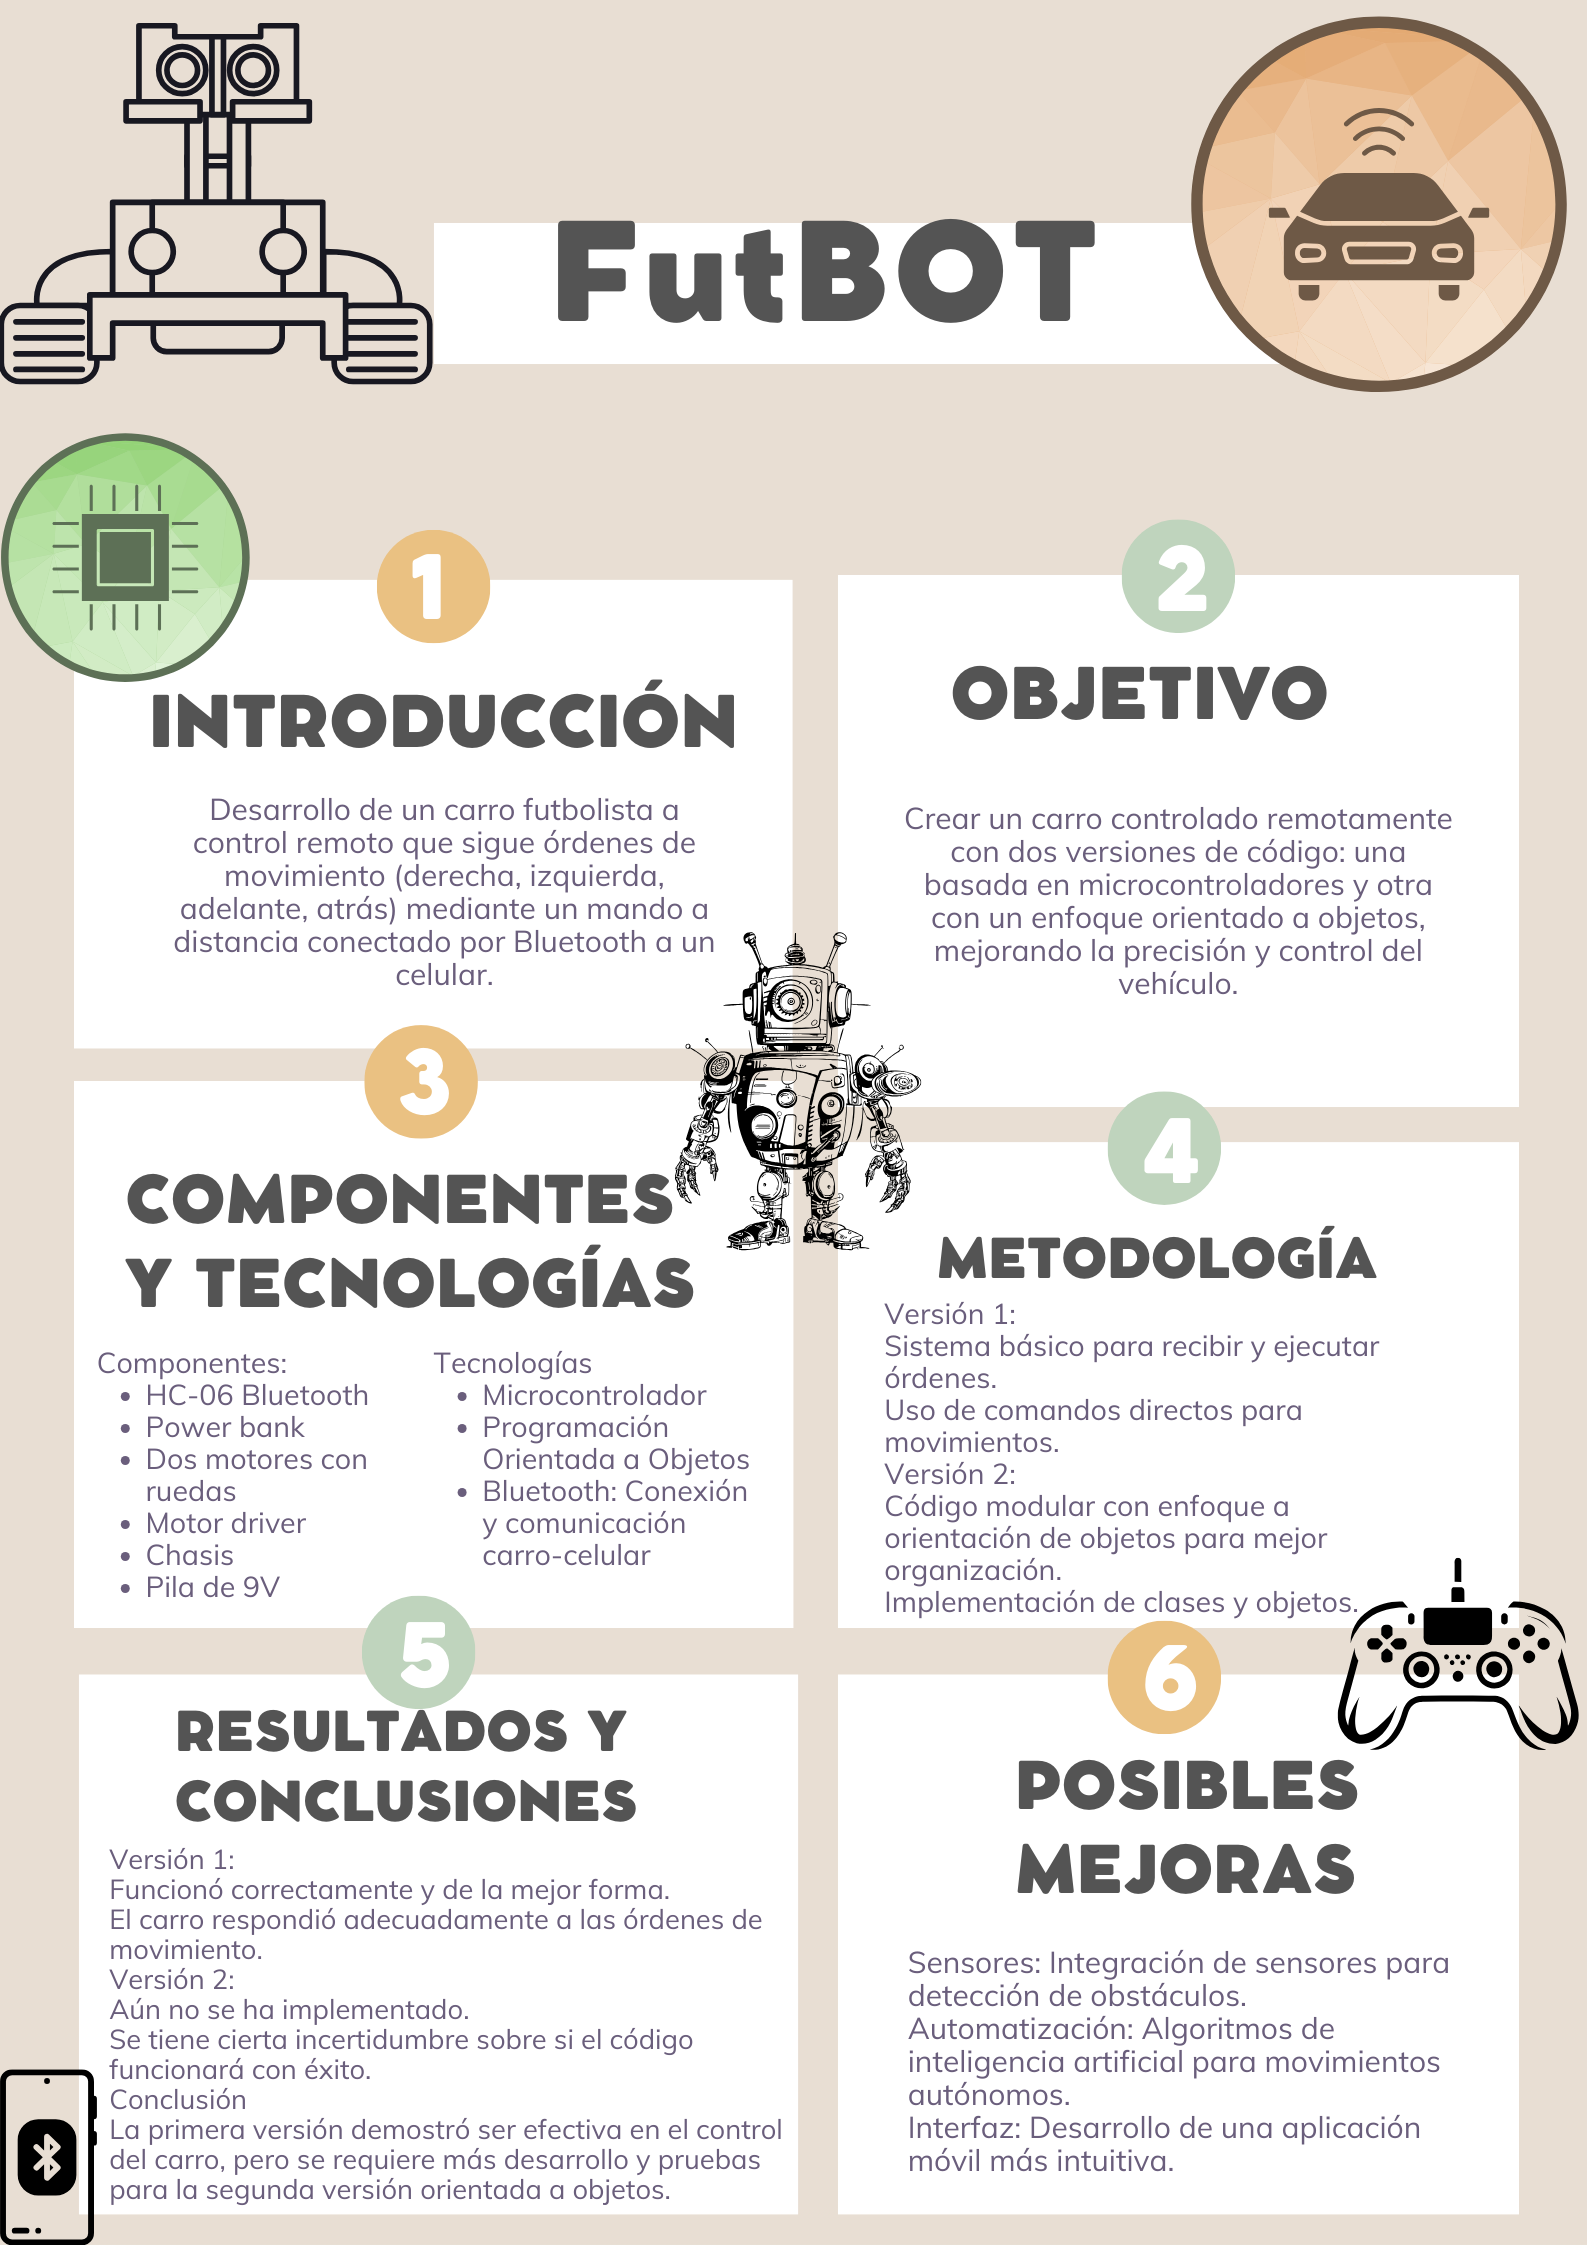 FutBOT
1
INTRODUCCIÓN
Desarrollo de un carro futbolista a
control remoto que sigue órdenes de
movimiento (derecha, izquierda,
adelante, atrás) mediante un mando a
distancia conectado por Bluetooth a un
celular.
2
OBJETIVO
Crear un carro controlado remotamente
con dos versiones de código: una
basada en microcontroladores y otra
con un enfoque orientado a objetos,
mejorando la precisión y control del
vehículo.
3
COMPONENTES
Y TECNOLOGÍAS
Componentes:
• HC-06 Bluetooth
• Power bank
• Dos motores con
ruedas
• Motor driver
• Chasis
• Pila de 9V
Tecnologías
• Microcontrolador
• Programación
Orientada a Objetos
• Bluetooth: Conexión
y comunicación
carro-celular
4
METODOLOGÍA
Versión 1:
Sistema básico para recibir y ejecutar
órdenes.
Uso de comandos directos para
movimientos.
Versión 2:
Código modular con enfoque a
orientación de objetos para mejor
organización.
Implementación de clases y objetos.
5
RESULTADOS Y
CONCLUSIONES
Versión 1:
Funcionó correctamente y de la mejor forma.
El carro respondió adecuadamente a las órdenes de
movimiento.
Versión 2:
Aún no se ha implementado.
Se tiene cierta incertidumbre sobre si el código
funcionará con éxito.
Conclusión
La primera versión demostró ser efectiva en el control
del carro, pero se requiere más desarrollo y pruebas
para la segunda versión orientada a objetos.
6
POSIBLES
MEJORAS
Sensores: Integración de sensores para
detección de obstáculos.
Automatización: Algoritmos de
inteligencia artificial para movimientos
autónomos.
Interfaz: Desarrollo de una aplicación
móvil más intuitiva.